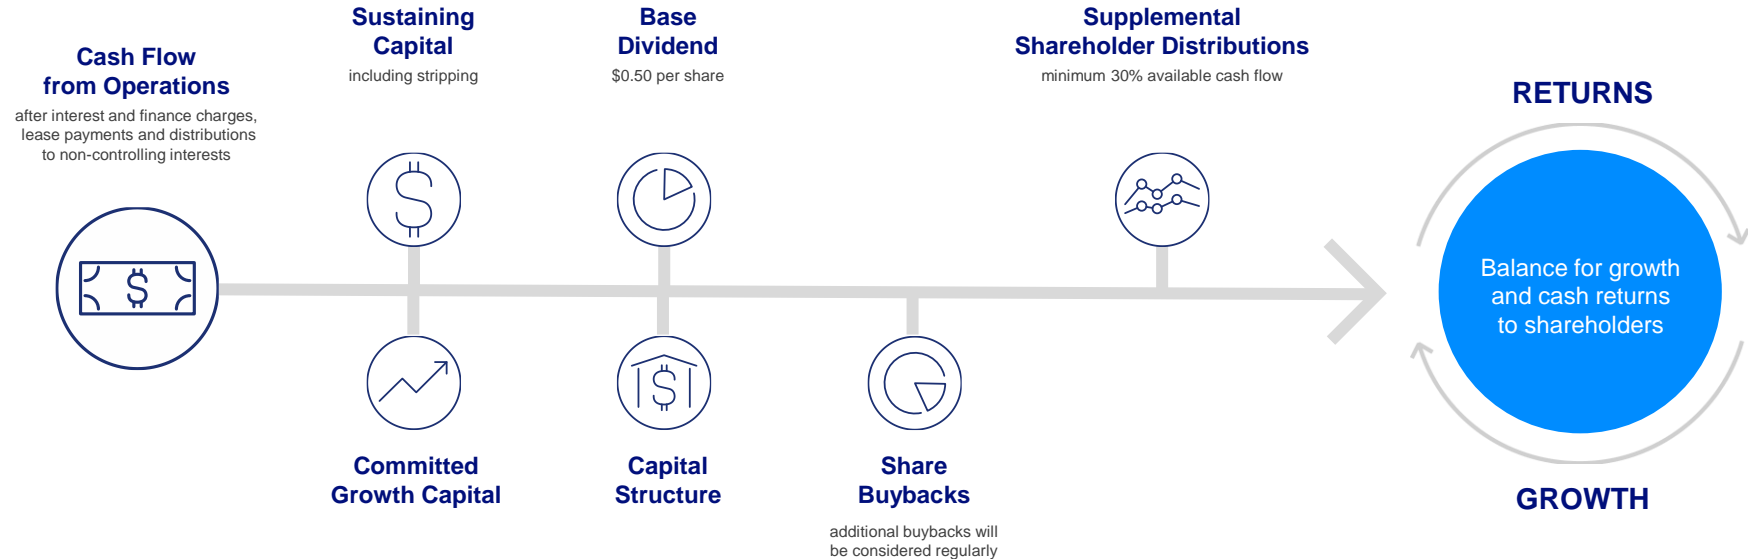 Cash Flow
from Operations
after interest and finance charges,
lease payments and distributions
to non-controlling interests
Sustaining
Capital
including stripping
Base
Dividend
$0.50 per share
Supplemental
Shareholder Distributions
minimum 30% available cash flow
Committed
Growth Capital
Capital
Structure
Share
Buybacks
additional buybacks will
be considered regularly
RETURNS
Balance for growth
and cash returns
to shareholders
GROWTH